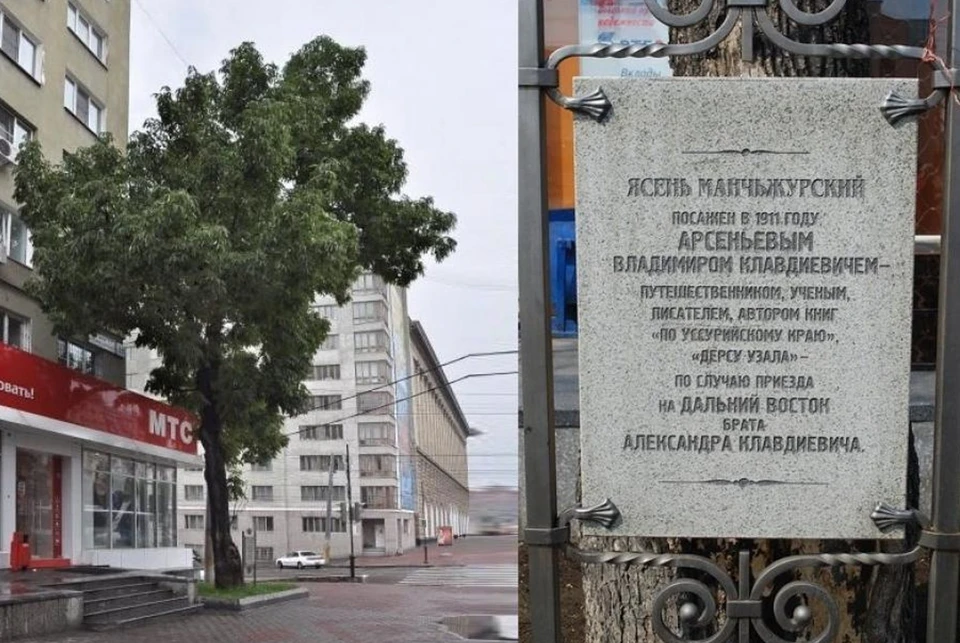 овать!
МТС
Вклады
ЯСЕНЬ МАНЧЬЖУРСКИЙ
ПОСАЖЕН В 1911 ГОДУ
АРСЕНЬЕВЫМ
ВЛАДИМИРОМ КЛАВДИЕВИЧЕМ–
ПУТЕШЕСТВЕННИКОМ, УЧЕНЫМ,
ПИСАТЕЛЕМ, АВТОРОМ КНИГ
«ПО УССУРИЙСКОМУ КРАЮ»,
«ДЕРСУ УЗАЛА»–
ПО СЛУЧАЮ ПРИЕЗДА
НА ДАЛЬНИЙ ВОСТОК
БРАТА
АЛЕКСАНДРА КЛАВДИЕВИЧА.